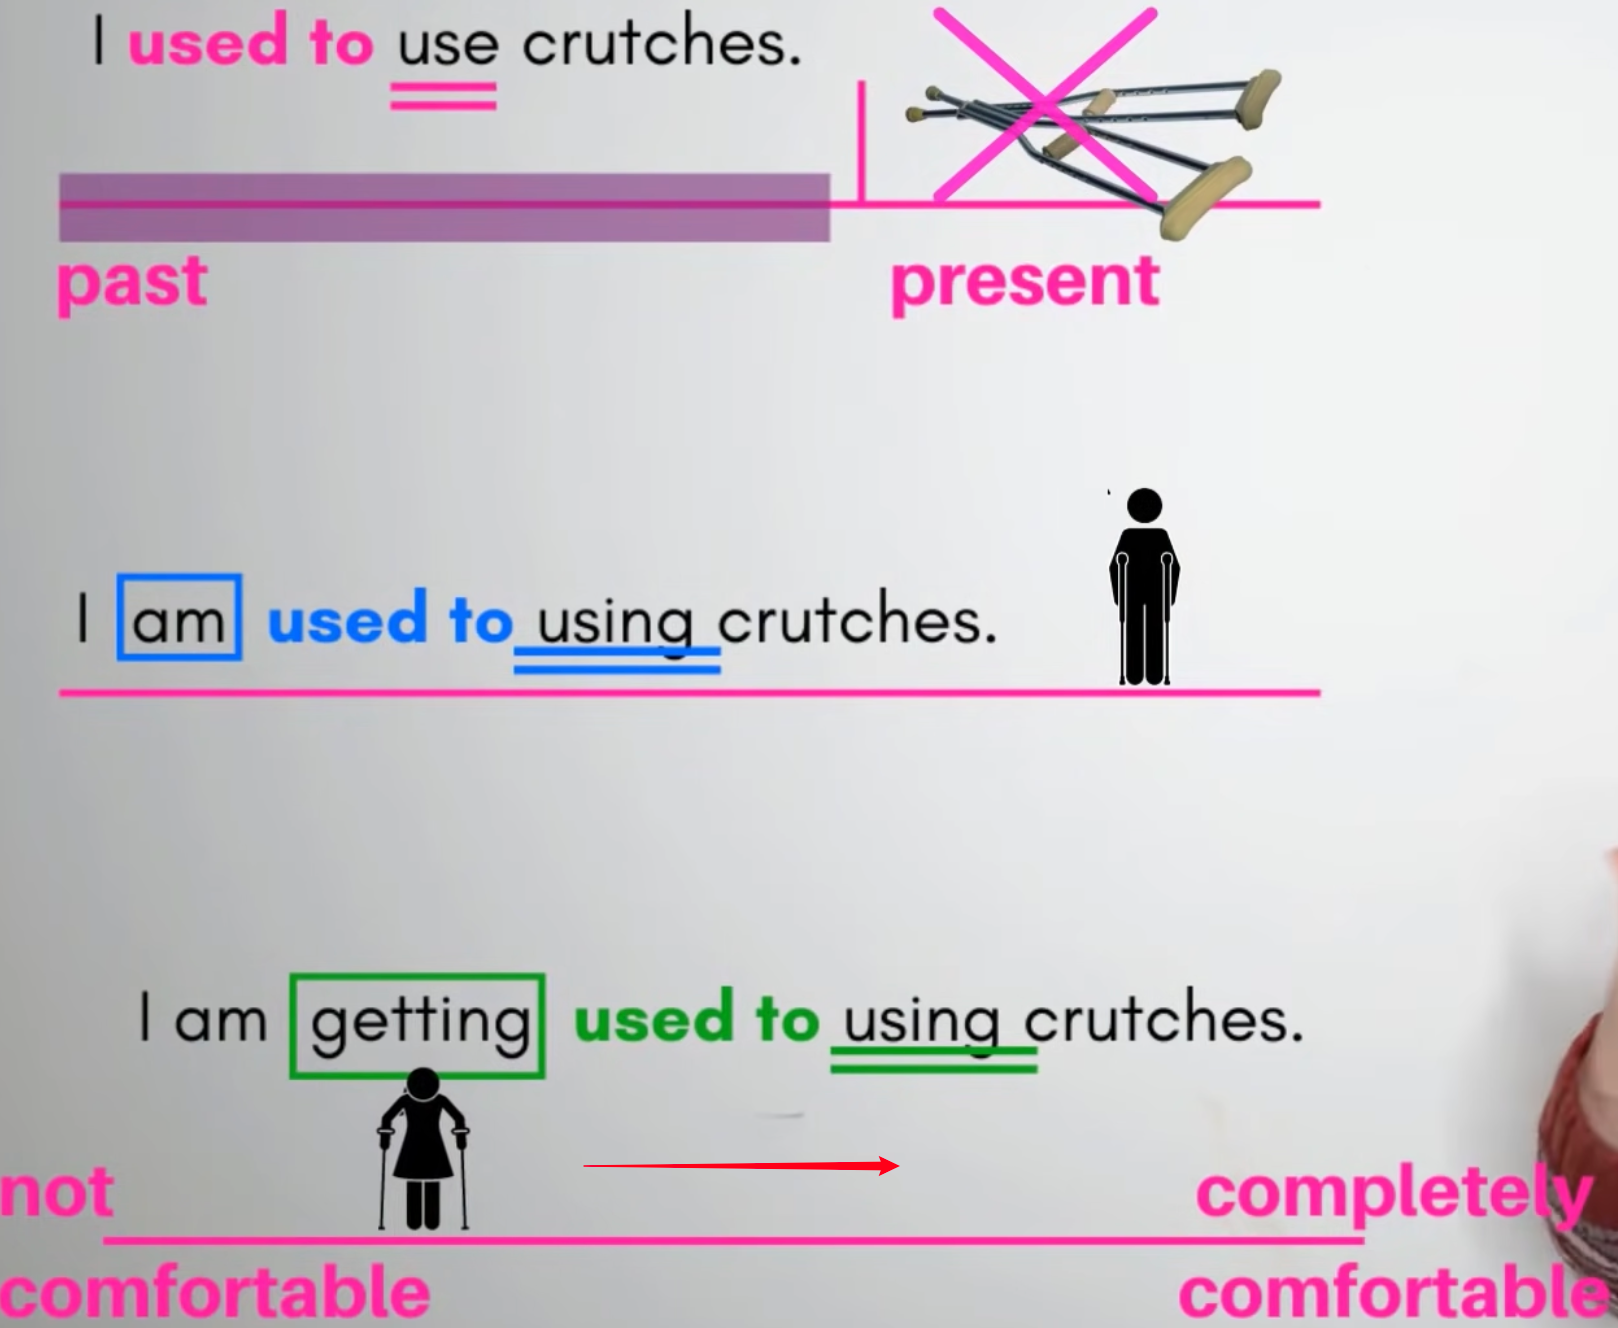 I used to use crutches.
past
present
I am used to using crutches.
I am getting used to using crutches.
not
completely
comfortable
comfortable